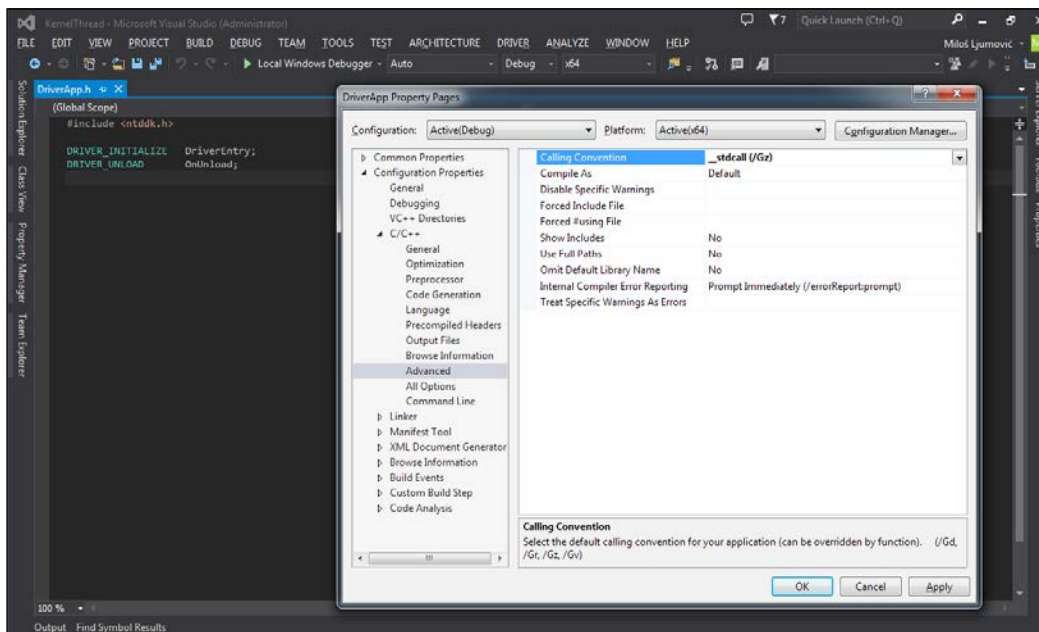 KernelThread - Microsoft Visual Studio (Administrator)
7
Quick Launch (Ctrl+Q)
FILE EDIT VIEW PROJECT BUILD DEBUG TEAM TOOLS TEST ARCHITECTURE DRIVER ANALYZE WINDOW HELP
Miloš Ljumović
Local Windows Debugger Auto Debug x64
Solution Explorer
Class View
Property Manager
Team Explorer
DriverApp.h
(Global Scope)
#include <ntddk.h>
DRIVER_INITIALIZE DriverEntry;
DRIVER_UNLOAD OnUnload;
100 %
Output Find Symbol Results
DriverApp Property Pages
Configuration: Active(Debug) Platform: Active(x64) Configuration Manager...
Common Properties
Configuration Properties
General
Debugging
VC++ Directories
C/C++
General
Optimization
Preprocessor
Code Generation
Language
Precompiled Headers
Output Files
Browse Information
Advanced
All Options
Command Line
Linker
Manifest Tool
XML Document Generator
Browse Information
Build Events
Custom Build Step
Code Analysis
Calling Convention __stdcall (/Gz)
Compile As Default
Disable Specific Warnings
Forced Include File
Forced #using File
Show Includes No
Use Full Paths No
Omit Default Library Name No
Internal Compiler Error Reporting Prompt Immediately (/errorReport:prompt)
Treat Specific Warnings As Errors
Calling Convention
Select the default calling convention for your application (can be overridden by function). (/Gd,
/Gr, /Gz, /Gv)
OK Cancel Apply
Properties